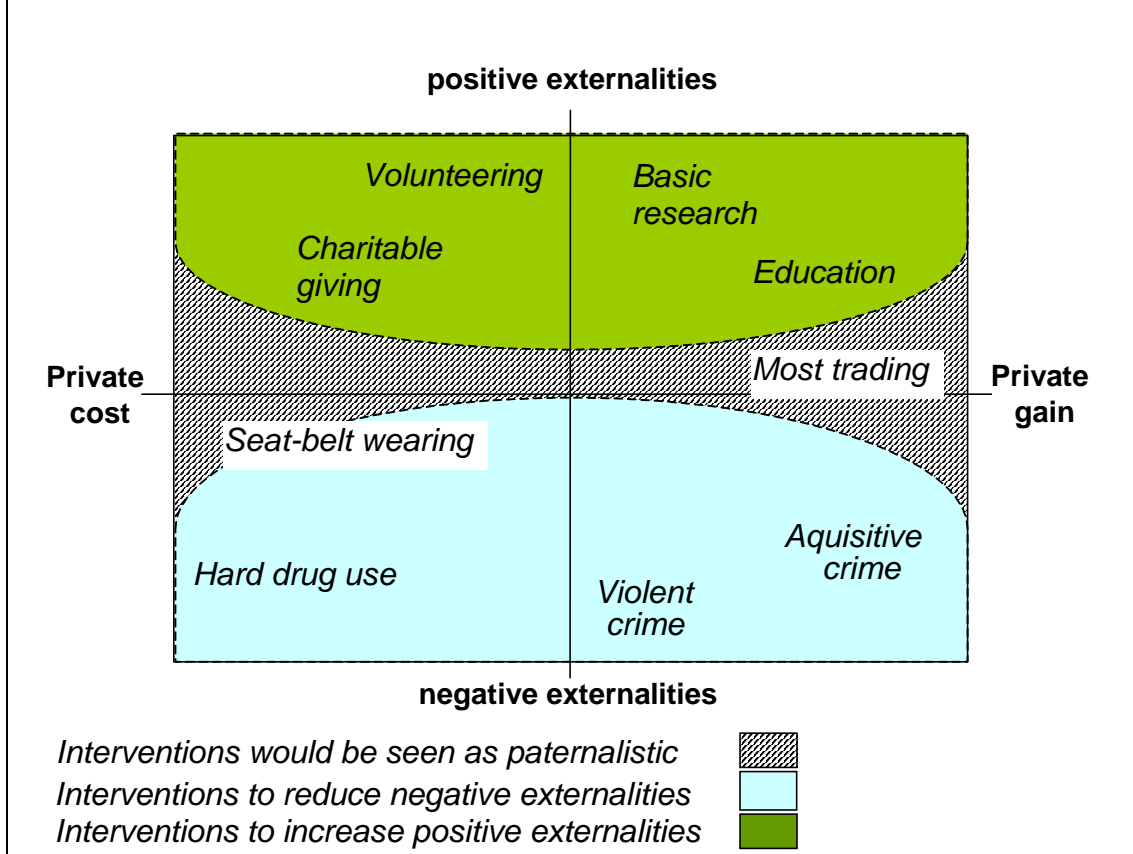 positive externalities
Volunteering
Basic
research
Charitable
giving
Education
Most trading
Private
cost
Private
gain
Seat-belt wearing
Aquisitive
crime
Hard drug use
Violent
crime
negative externalities
Interventions would be seen as paternalistic
Interventions to reduce negative externalities
Interventions to increase positive externalities